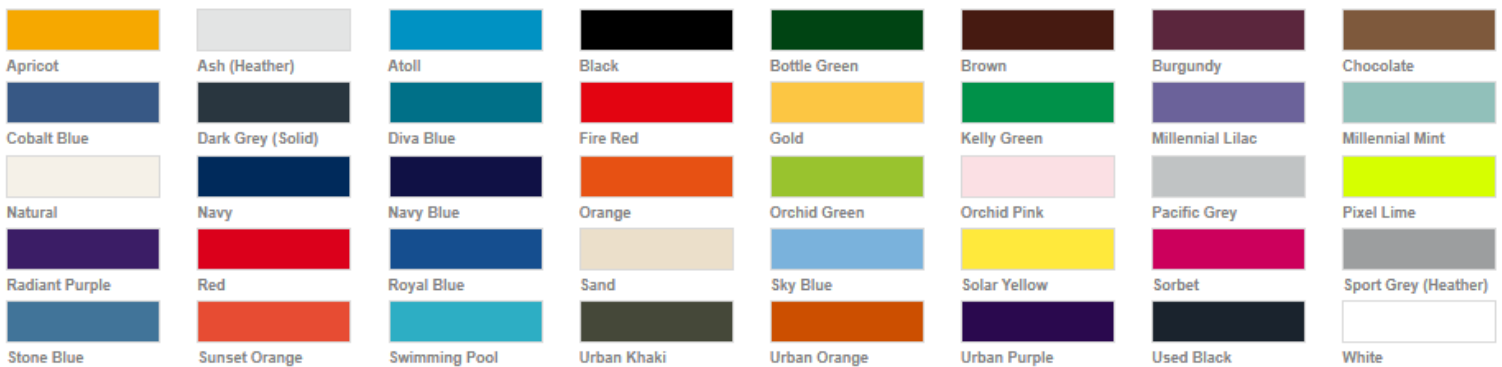 Apricot Ash (Heather) Atoll Black Bottle Green Brown Burgundy Chocolate
Cobalt Blue Dark Grey (Solid) Diva Blue Fire Red Gold Kelly Green Millennial Lilac Millennial Mint
Natural Navy Navy Blue Orange Orchid Green Orchid Pink Pacific Grey Pixel Lime
Radiant Purple Red Royal Blue Sand Sky Blue Solar Yellow Sorbet Sport Grey (Heather)
Stone Blue Sunset Orange Swimming Pool Urban Khaki Urban Orange Urban Purple Used Black White